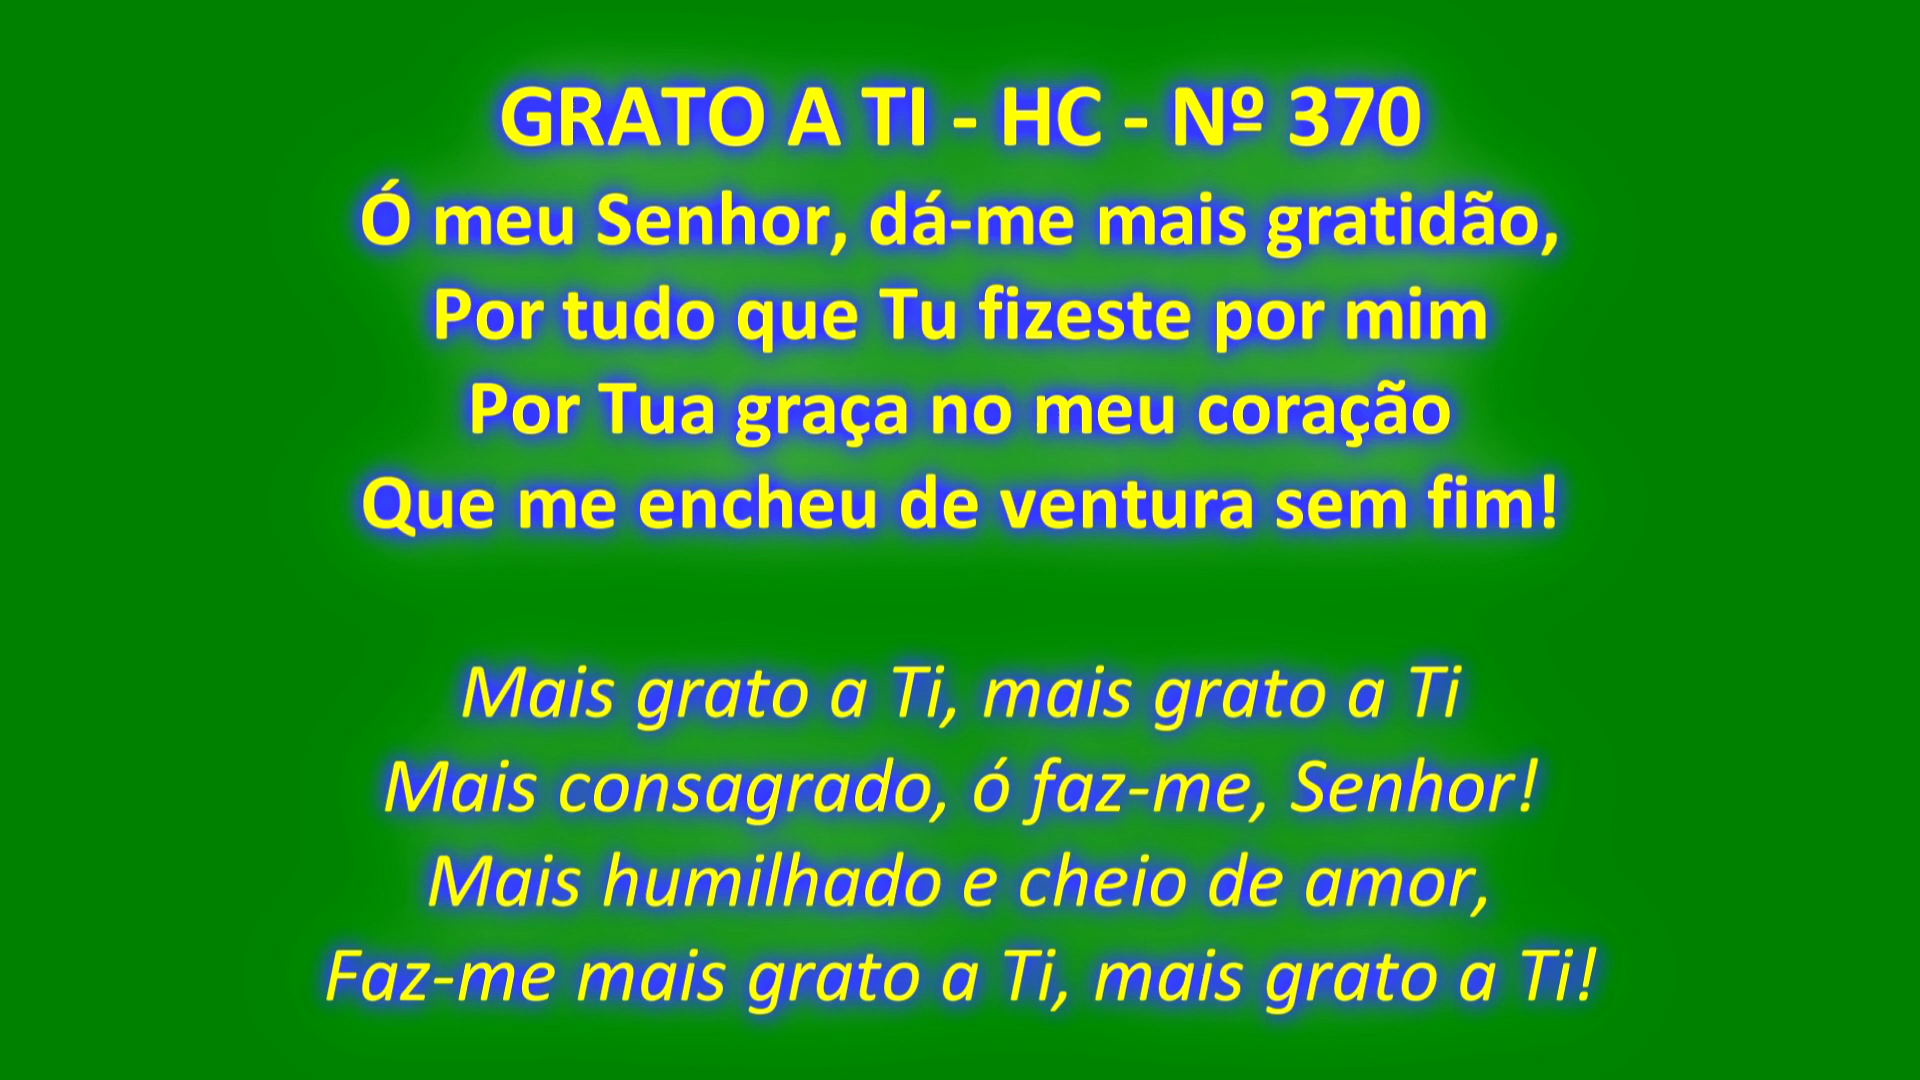 GRATO A TI - HC - Nº 370
Ó meu Senhor, dá-me mais gratidão,
Por tudo que Tu fizeste por mim
Por Tua graça no meu coração
Que me encheu de ventura sem fim!
Mais grato a Ti, mais grato a Ti
Mais consagrado, ó faz-me, Senhor!
Mais humilhado e cheio de amor,
Faz-me mais grato a Ti, mais grato a Ti!